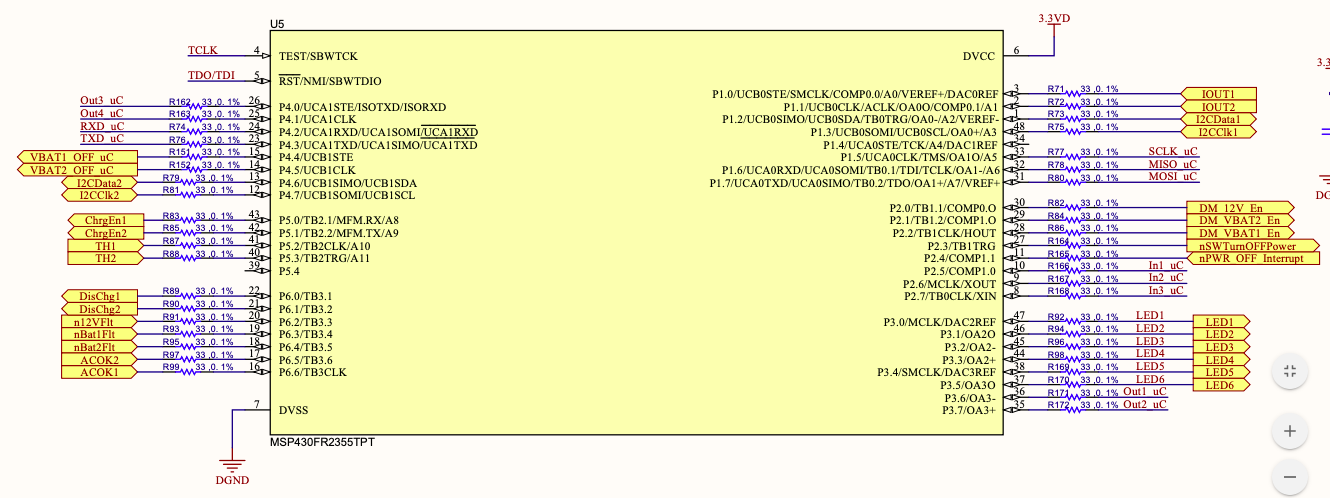 U5
MSP430FR2355TPT
TCLK 4 TEST/SBWTCK
TDO/TDI 5 RST/NMI/SBWTDIO
Out3_uC R162 33 ,0. 1% 26 P4.0/UCA1STE/ISOTXD/ISORXD
Out4_uC R163 33 ,0. 1% 25 P4.1/UCA1CLK
RXD_uC R74 33 ,0. 1% 24 P4.2/UCA1RXD/UCA1SOMI/UCA1RXD
TXD_uC R76 33 ,0. 1% 23 P4.3/UCA1TXD/UCA1SIMO/UCA1TXD
VBAT1_OFF_uC R151 33 ,0. 1% 15 P4.4/UCB1STE
VBAT2_OFF_uC R152 33 ,0. 1% 14 P4.5/UCB1CLK
I2CData2 R79 33 ,0. 1% 13 P4.6/UCB1SIMO/UCB1SDA
I2CClk2 R81 33 ,0. 1% 12 P4.7/UCB1SOMI/UCB1SCL
ChrgEn1 R83 33 ,0. 1% 43 P5.0/TB2.1/MFM.RX/A8
ChrgEn2 R85 33 ,0. 1% 42 P5.1/TB2.2/MFM.TX/A9
TH1 R87 33 ,0. 1% 41 P5.2/TB2CLK/A10
TH2 R88 33 ,0. 1% 40 P5.3/TB2TRG/A11
39 P5.4
DisChg1 R89 33 ,0. 1% 22 P6.0/TB3.1
DisChg2 R90 33 ,0. 1% 21 P6.1/TB3.2
n12VFlt R91 33 ,0. 1% 20 P6.2/TB3.3
nBat1Flt R93 33 ,0. 1% 19 P6.3/TB3.4
nBat2Flt R95 33 ,0. 1% 18 P6.4/TB3.5
ACOK2 R97 33 ,0. 1% 17 P6.5/TB3.6
ACOK1 R99 33 ,0. 1% 16 P6.6/TB3CLK
7 DVSS
DGND
3.3VD
DVCC 6
P1.0/UCB0STE/SMCLK/COMP0.0/A0/VEREF+/DAC0REF 3 R71 33 ,0. 1% IOUT1
P1.1/UCB0CLK/ACLK/OA0O/COMP0.1/A1 2 R72 33 ,0. 1% IOUT2
P1.2/UCB0SIMO/UCB0SDA/TB0TRG/OA0-/A2/VEREF- 1 R73 33 ,0. 1% I2CData1
P1.3/UCB0SOMI/UCB0SCL/OA0+/A3 48 R75 33 ,0. 1% I2CClk1
P1.4/UCA0STE/TCK/A4/DAC1REF 34
P1.5/UCA0CLK/TMS/OA1O/A5 33 R77 33 ,0. 1% SCLK_uC
P1.6/UCA0RXD/UCA0SOMI/TB0.1/TDI/TCLK/OA1-/A6 32 R78 33 ,0. 1% MISO_uC
P1.7/UCA0TXD/UCA0SIMO/TB0.2/TDO/OA1+/A7/VREF+ 31 R80 33 ,0. 1% MOSI_uC
P2.0/TB1.1/COMP0.O 30 R82 33 ,0. 1% DM_12V_En
P2.1/TB1.2/COMP1.O 29 R84 33 ,0. 1% DM_VBAT2_En
P2.2/TB1CLK/HOUT 28 R86 33 ,0. 1% DM_VBAT1_En
P2.3/TB1TRG 27 R164 33 ,0. 1% nSWTurnOFFPower
P2.4/COMP1.1 11 R165 33 ,0. 1% nPWR_OFF_Interrupt
P2.5/COMP1.0 10 R166 33 ,0. 1% In1_uC
P2.6/MCLK/XOUT 9 R167 33 ,0. 1% In2_uC
P2.7/TB0CLK/XIN 8 R168 33 ,0. 1% In3_uC
P3.0/MCLK/DAC2REF 47 R92 33 ,0. 1% LED1 LED1
P3.1/OA2O 46 R94 33 ,0. 1% LED2 LED2
P3.2/OA2- 45 R96 33 ,0. 1% LED3 LED3
P3.3/OA2+ 44 R98 33 ,0. 1% LED4 LED4
P3.4/SMCLK/DAC3REF 38 R169 33 ,0. 1% LED5 LED5
P3.5/OA3O 37 R170 33 ,0. 1% LED6 LED6
P3.6/OA3- 36 R171 33 ,0. 1% Out1_uC
P3.7/OA3+ 35 R172 33 ,0. 1% Out2_uC